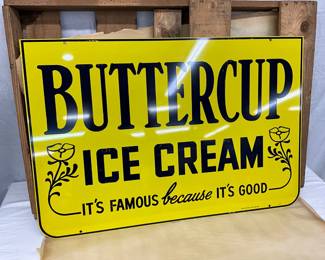 BUTTERCUP
ICE CREAM
IT'S FAMOUS because IT'S GOOD